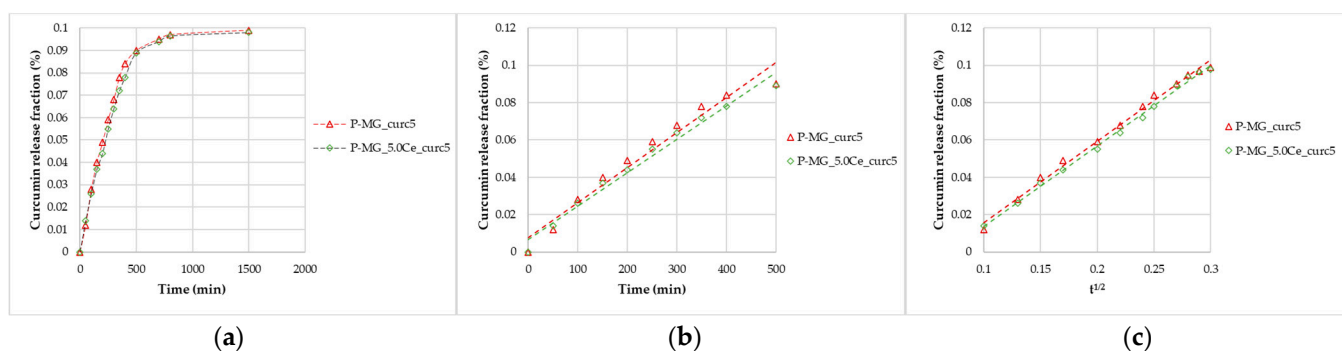 Curcumin release fraction (%)
0.1
0.09
0.08
0.07
0.06
0.05
0.04
0.03
0.02
0.01
0
0 500 1000 1500 2000
Time (min)
P-MG_curc5
P-MG_5.0Ce_curc5
(a)
Curcumin release fraction (%)
0.12
0.1
0.08
0.06
0.04
0.02
0
0 100 200 300 400 500
Time (min)
P-MG_curc5
P-MG_5.0Ce_curc5
(b)
Curcumin release fraction (%)
0.12
0.1
0.08
0.06
0.04
0.02
0
0.1 0.15 0.2 0.25 0.3
t1/2
P-MG_curc5
P-MG_5.0Ce_curc5
(c)